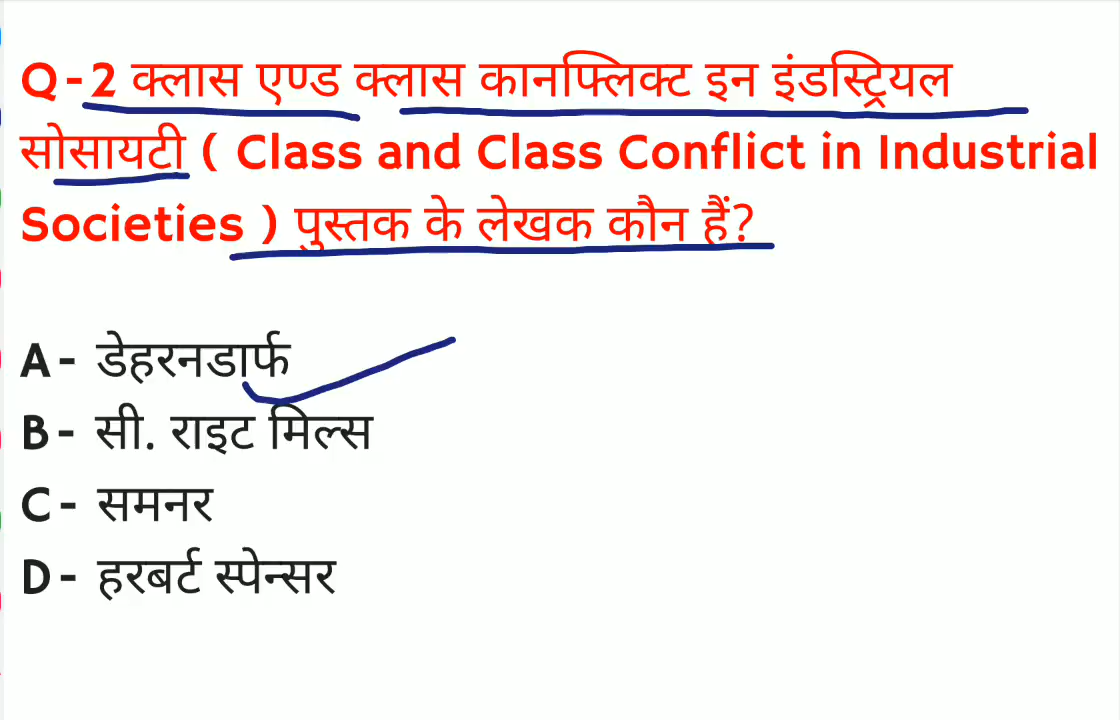 Q-2 क्लास एण्ड क्लास कानफ्लिक्ट इन इंडस्ट्रियल
सोसायटी ( Class and Class Conflict in Industrial
Societies ) पुस्तक के लेखक कौन हैं?
A- डेहरनडार्फ
B- सी. राइट मिल्स
C- समनर
D- हरबर्ट स्पेन्सर